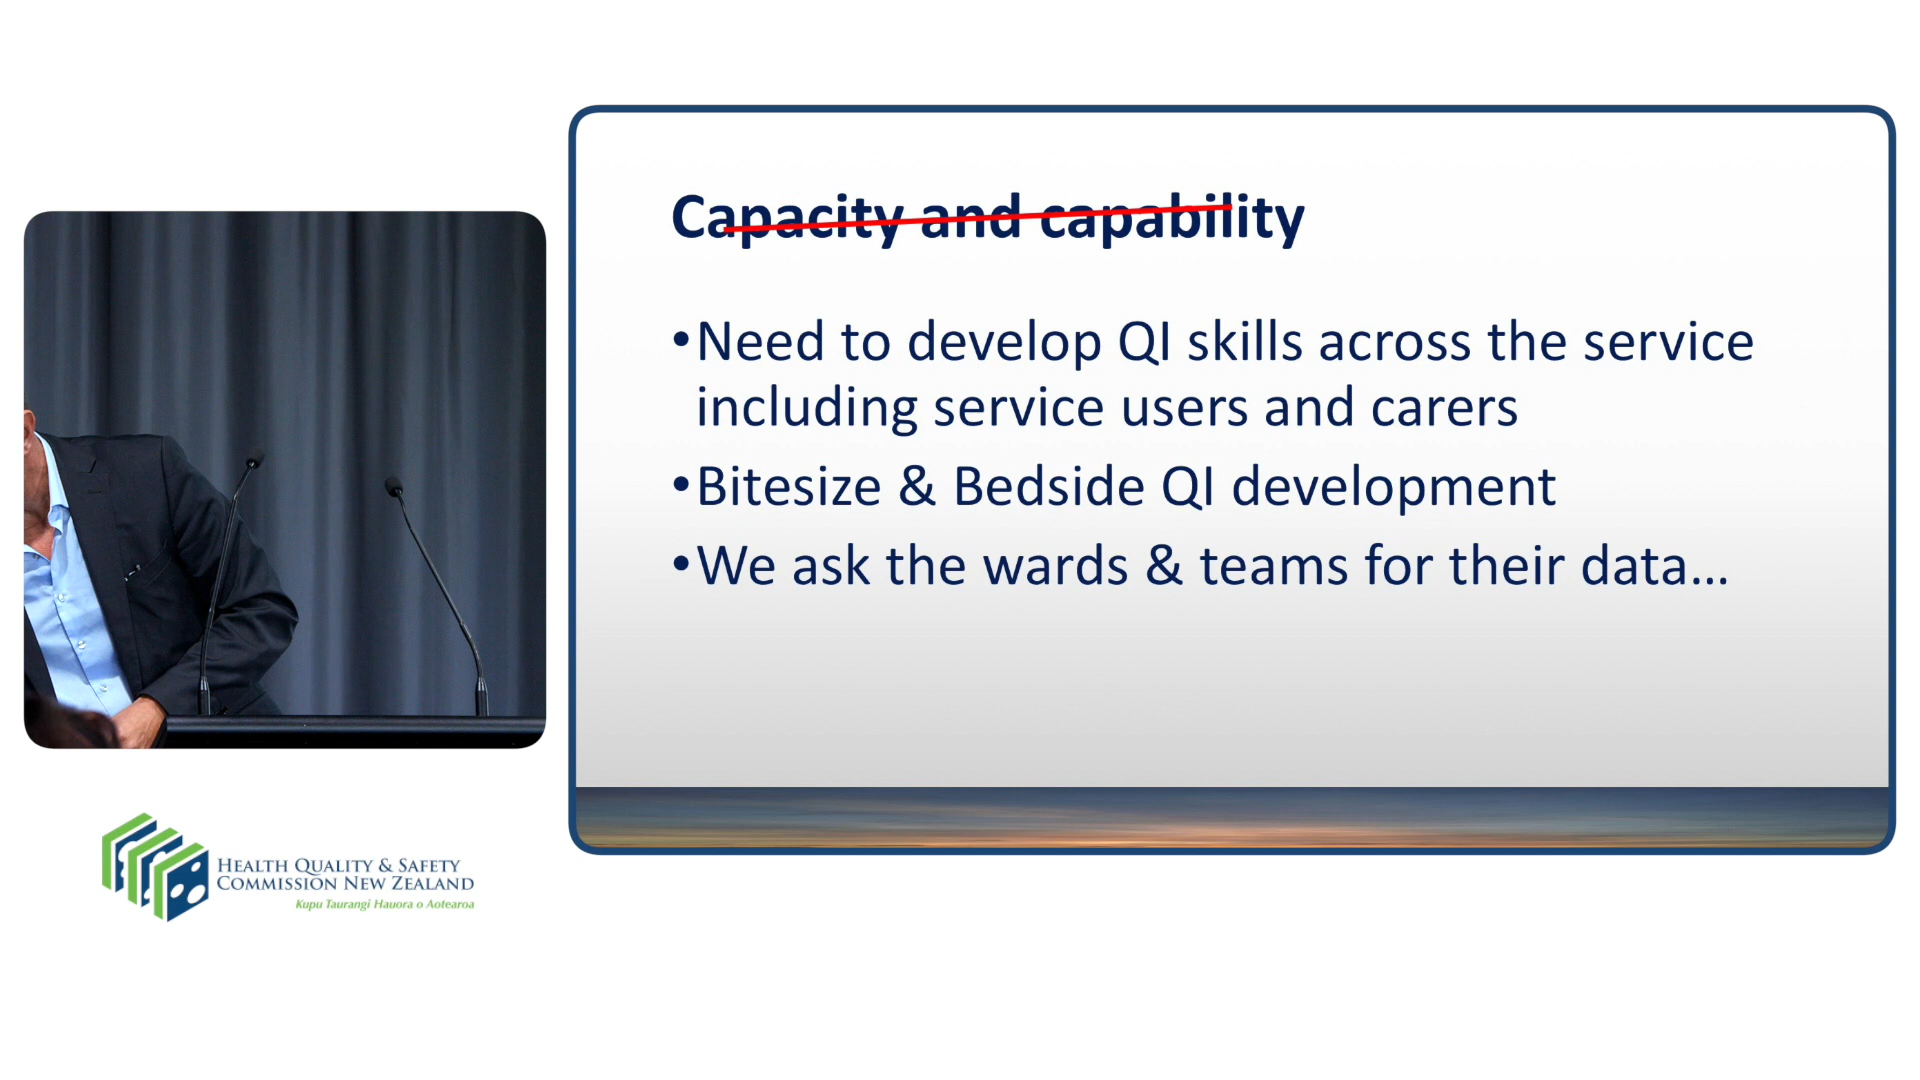 Capacity and capability
•Need to develop QI skills across the service
including service users and carers
•Bitesize & Bedside QI development
•We ask the wards & teams for their data...
HEALTH QUALITY & SAFETY
COMMISSION NEW ZEALAND
Kupu Taurangi Hauora o Aotearoa